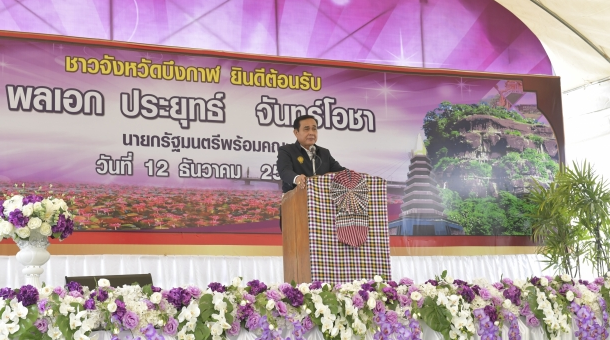 ชาวจังหวัดบึงกาฬ ยินดีต้อนรับ
พลเอก ประยุทธ์ จันทร์โอชา
นายกรัฐมนตรีพร้อมคณ
วันที่ 12 ธันวาคม 25